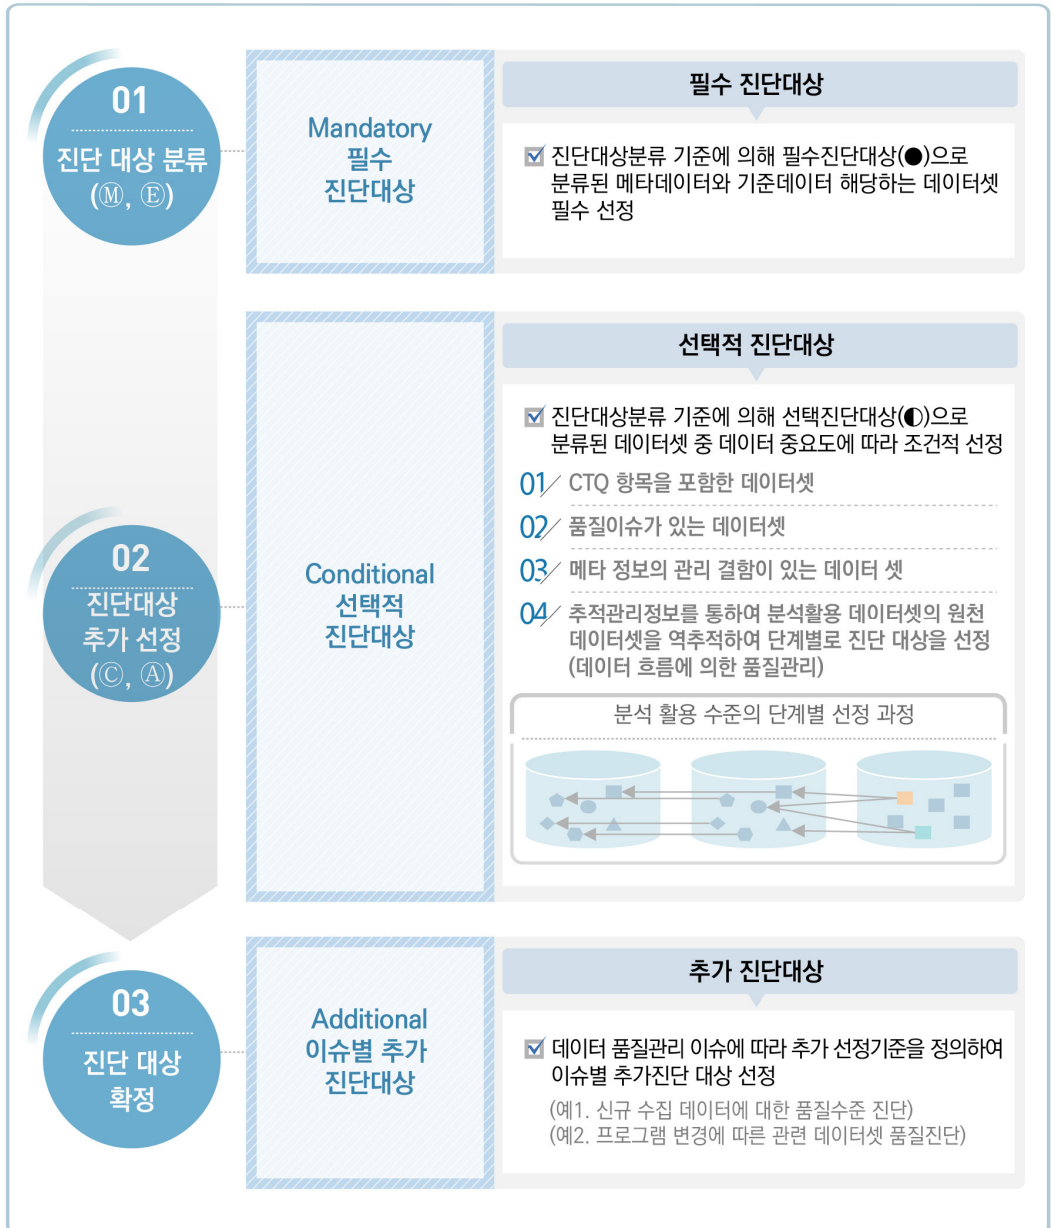 01
진단 대상 분류
(Ⓜ, Ⓔ)
Mandatory
필수
진단대상
필수 진단대상
진단대상분류 기준에 의해 필수진단대상(●)으로
분류된 메타데이터와 기준데이터 해당하는 데이터셋
필수 선정
02
진단대상
추가 선정
(Ⓒ, Ⓐ)
Conditional
선택적
진단대상
선택적 진단대상
진단대상분류 기준에 의해 선택진단대상(◐)으로
분류된 데이터셋 중 데이터 중요도에 따라 조건적 선정
01/ CTQ 항목을 포함한 데이터셋
02/ 품질이슈가 있는 데이터셋
03/ 메타 정보의 관리 결함이 있는 데이터 셋
04/ 추적관리정보를 통하여 분석활용 데이터셋의 원천
데이터셋을 역추적하여 단계별로 진단 대상을 선정
(데이터 흐름에 의한 품질관리)
분석 활용 수준의 단계별 선정 과정
03
진단 대상
확정
Additional
이슈별 추가
진단대상
추가 진단대상
데이터 품질관리 이슈에 따라 추가 선정기준을 정의하여
이슈별 추가진단 대상 선정
(예1. 신규 수집 데이터에 대한 품질수준 진단)
(예2. 프로그램 변경에 따른 관련 데이터셋 품질진단)